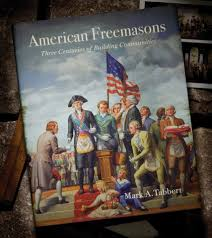 American Freemasons
Three Centuries of Building Communities
Mark A. Tabbert